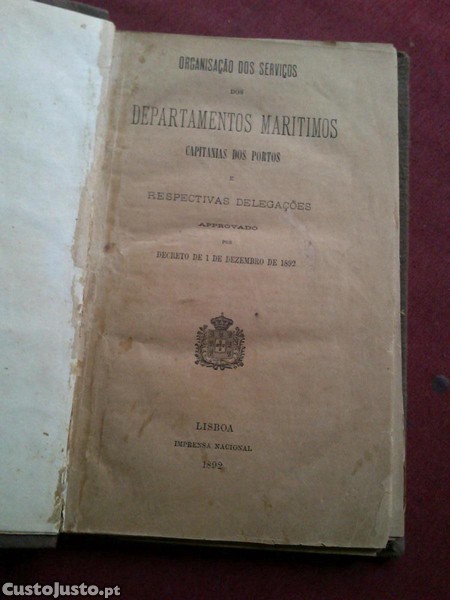 ORGANISAÇÃO DOS SERVIÇOS
DOS
DEPARTAMENTOS MARITIMOS
CAPITANIAS DOS PORTOS
E
RESPECTIVAS DELEGAÇÕES
APPROVADO
POR
DECRETO DE 1 DE DEZEMBRO DE 1892
LISBOA
IMPRENSA NACIONAL
1892
CustoJusto.pt